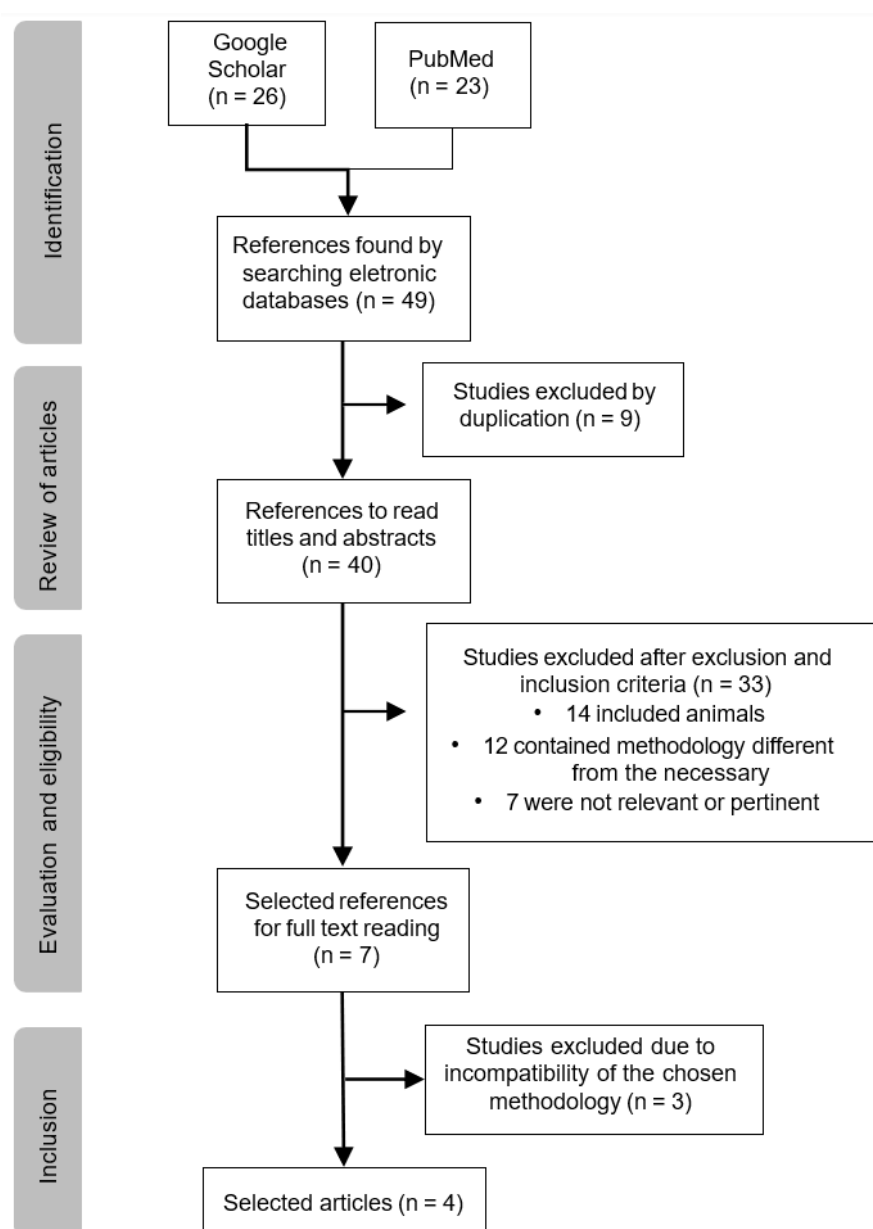 Google
Scholar
(n = 26)
PubMed
(n = 23)
Identification
References found by
searching eletronic
databases (n = 49)
Studies excluded by
duplication (n = 9)
Review of articles
References to read
titles and abstracts
(n = 40)
Studies excluded after exclusion and
inclusion criteria (n = 33)
• 14 included animals
• 12 contained methodology different
from the necessary
• 7 were not relevant or pertinent
Evaluation and eligibility
Selected references
for full text reading
(n = 7)
Studies excluded due to
incompatibility of the chosen
methodology (n = 3)
Inclusion
Selected articles (n = 4)